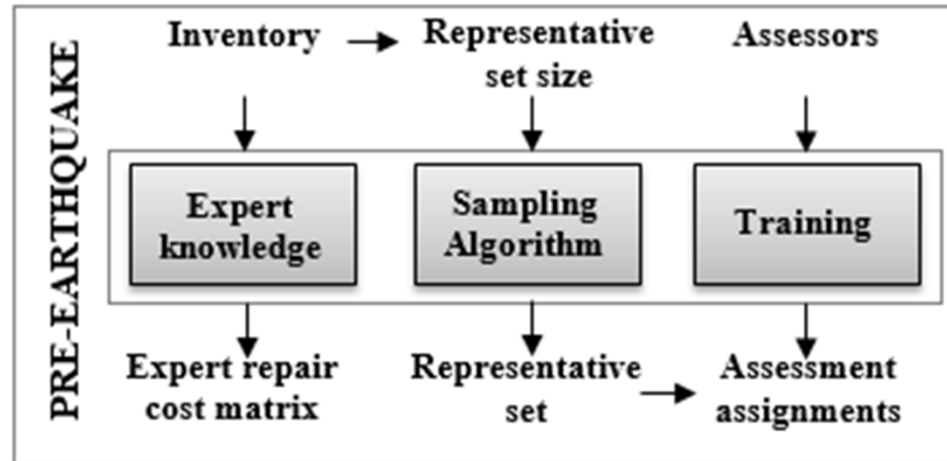 PRE-EARTHQUAKE
Inventory
Representative
set size
Assessors
Expert
knowledge
Sampling
Algorithm
Training
Expert repair
cost matrix
Representative
set
Assessment
assignments